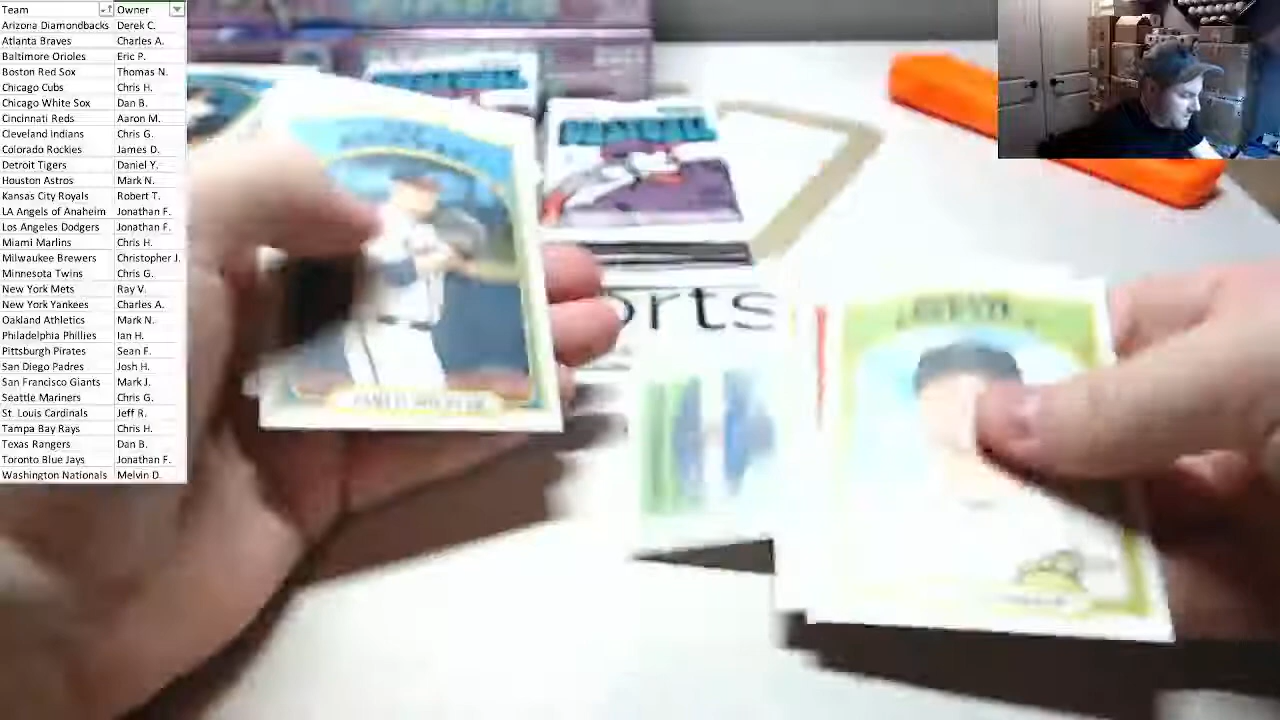 Team Owner
Arizona Diamondbacks Derek C.
Atlanta Braves Charles A.
Baltimore Orioles Eric P.
Boston Red Sox Thomas N.
Chicago Cubs Chris H.
Chicago White Sox Dan B.
Cincinnati Reds Aaron M.
Cleveland Indians Chris G.
Colorado Rockies James D.
Detroit Tigers Daniel Y.
Houston Astros Mark N.
Kansas City Royals Robert T.
LA Angels of Anaheim Jonathan F.
Los Angeles Dodgers Jonathan F.
Miami Marlins Chris H.
Milwaukee Brewers Christopher J.
Minnesota Twins Chris G.
New York Mets Ray V.
New York Yankees Charles A.
Oakland Athletics Mark N.
Philadelphia Phillies Ian H.
Pittsburgh Pirates Sean F.
San Diego Padres Josh H.
San Francisco Giants Mark J.
Seattle Mariners Chris G.
St. Louis Cardinals Jeff R.
Tampa Bay Rays Chris H.
Texas Rangers Dan B.
Toronto Blue Jays Jonathan F.
Washington Nationals Melvin D.
orts